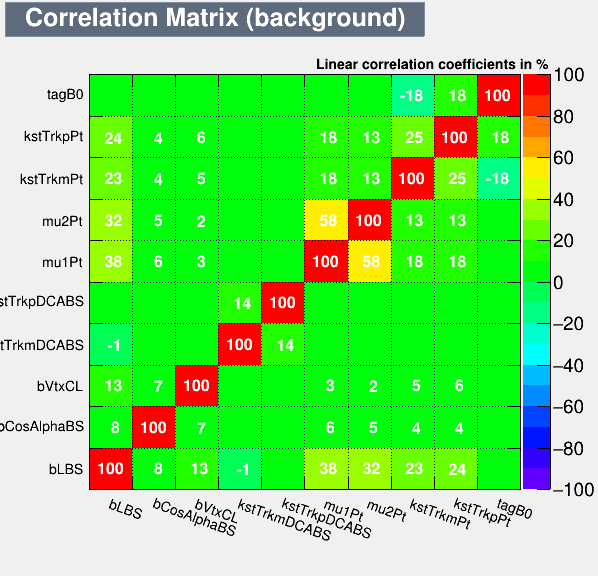 Correlation Matrix (background)
Linear correlation coefficients in %
tagB0 -18 18 100 100
kstTrkpPt 24 4 6 18 13 25 100 18 80
kstTrkmPt 23 4 5 18 13 100 25 -18 60
mu2Pt 32 5 2 58 100 13 13 40
mu1Pt 38 6 3 100 58 18 18 20
stTrkpDCABS 14 100 0
tTrkmDCABS -1 100 14 −20
bVtxCL 13 7 100 3 2 5 6 −40
bCosAlphaBS 8 100 7 6 5 4 4 −60
−80
bLBS 100 8 13 -1 38 32 23 24 −100
bLBS bCosAlphaBS bVtxCL kstTrkmDCABS kstTrkpDCABS mu1Pt mu2Pt kstTrkmPt kstTrkpPt tagB0